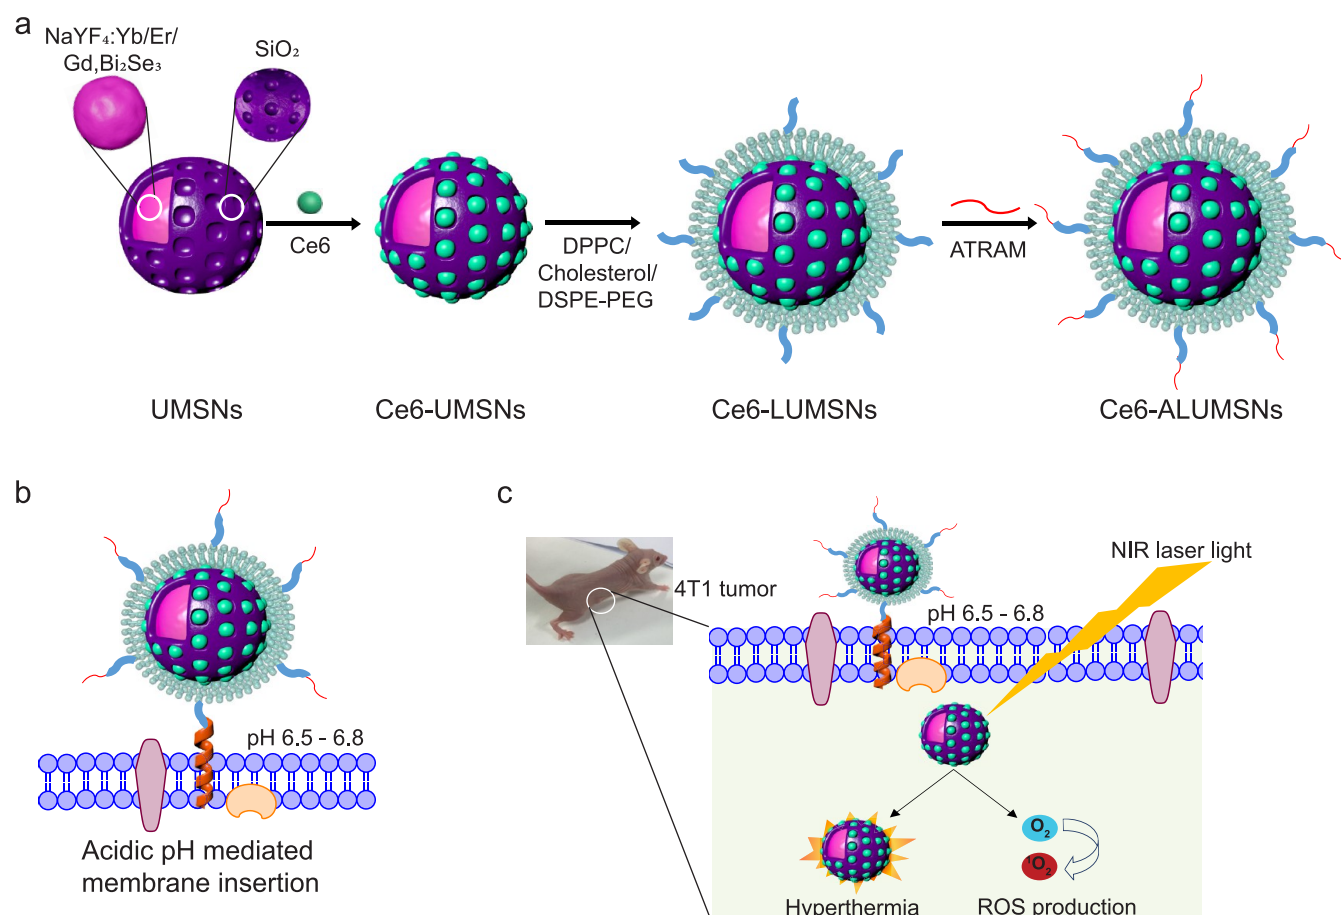 a
NaYF₄:Yb/Er/
Gd,Bi₂Se₃
SiO₂
Ce6
DPPC/
Cholesterol/
DSPE-PEG
ATRAM
UMSNs
Ce6-UMSNs
Ce6-LUMSNs
Ce6-ALUMSNs
b
pH 6.5 - 6.8
Acidic pH mediated
membrane insertion
c
4T1 tumor
NIR laser light
pH 6.5 - 6.8
O₂
¹O₂
Hyperthermia
ROS production